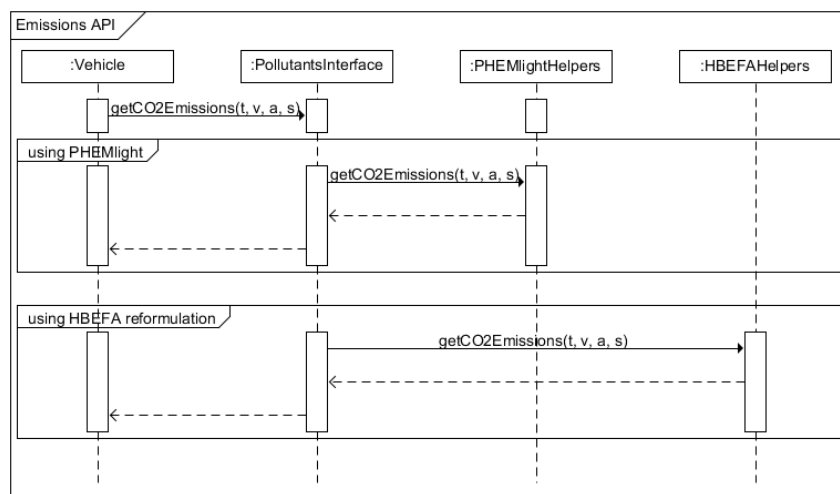 Emissions API
:Vehicle
:PollutantsInterface
:PHEMlightHelpers
:HBEFAHelpers
getCO2Emissions(t, v, a, s)
using PHEMlight
getCO2Emissions(t, v, a, s)
using HBEFA reformulation
getCO2Emissions(t, v, a, s)